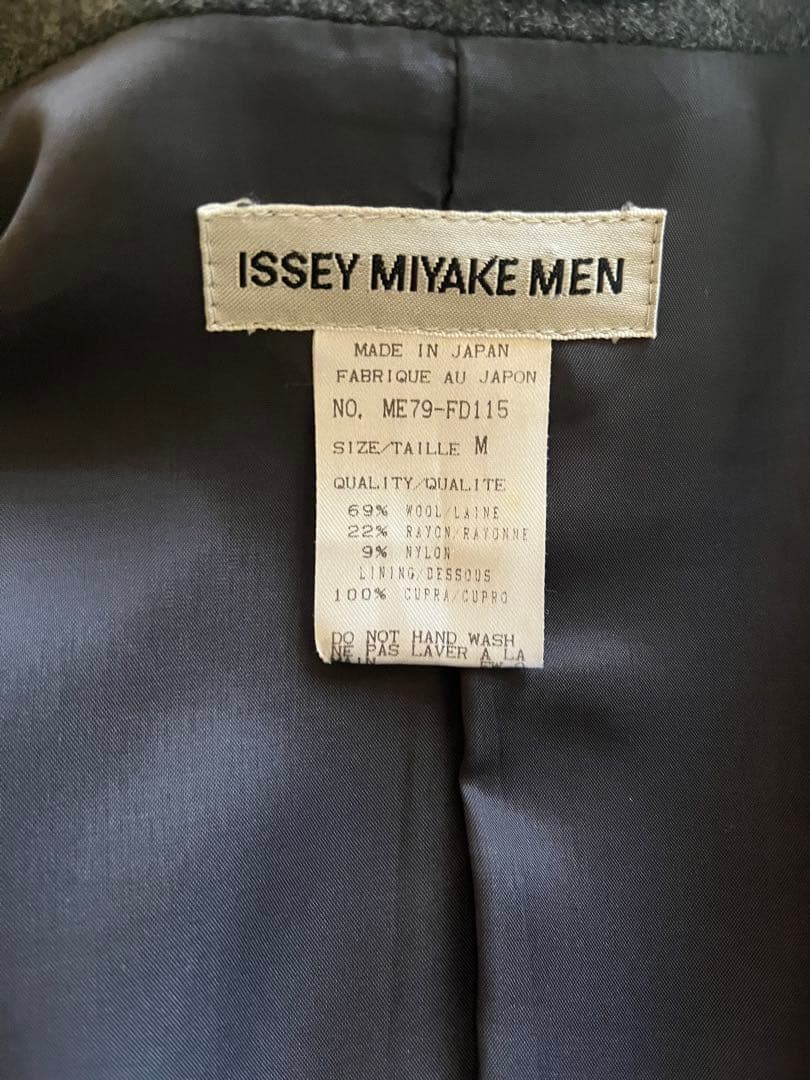 ISSEY MIYAKE MEN
MADE IN JAPAN
FABRIQUE AU JAPON
NO. ME79-FD115
SIZE/TAILLE M
QUALITY/QUALITE
69% WOOL/LAINE
22% RAYON/RAYONNE
9% NYLON
LINING/DESSOUS
100% CUPRA/CUPRO
DO NOT HAND WASH
NE PAS LAVER A LA